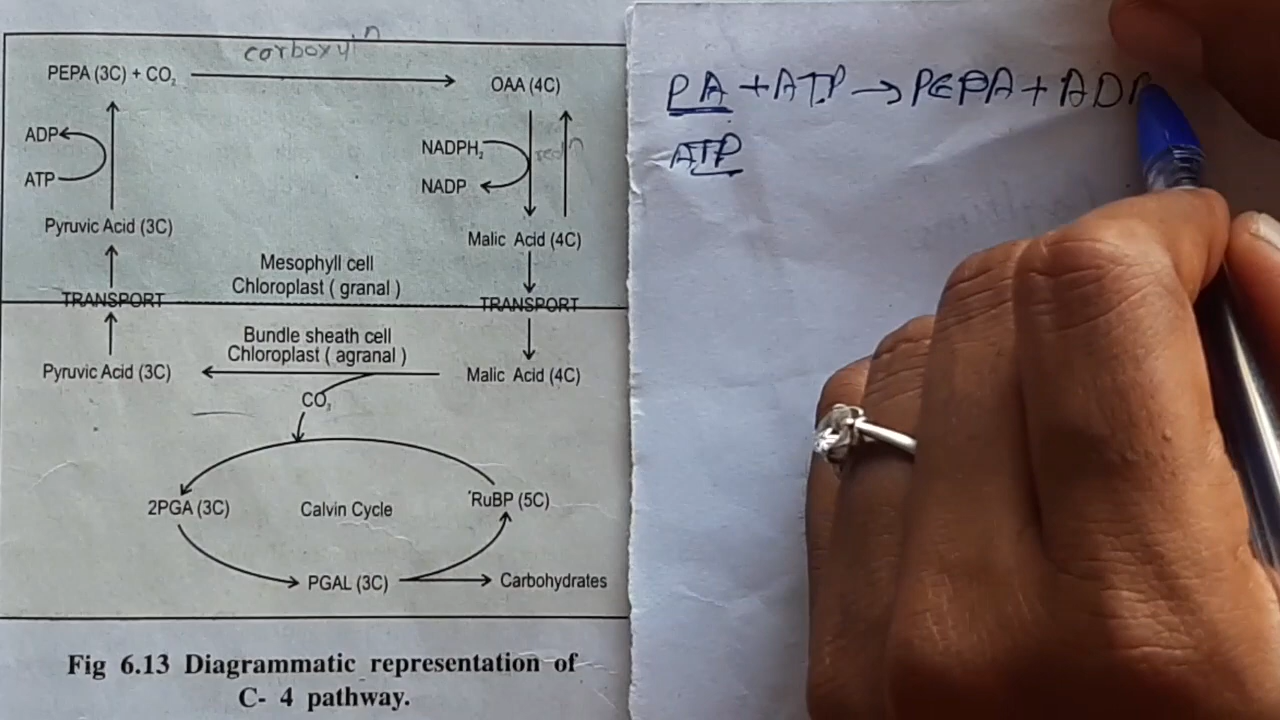 carboxyln
PEPA (3C) + CO2 OAA (4C)
ADP NADPH2 redn
ATP NADP
Pyruvic Acid (3C) Malic Acid (4C)
Mesophyll cell
Chloroplast ( granal )
TRANSPORT TRANSPORT
Bundle sheath cell
Chloroplast ( agranal )
Pyruvic Acid (3C) Malic Acid (4C)
CO2
2PGA (3C) Calvin Cycle RuBP (5C)
PGAL (3C) Carbohydrates
Fig 6.13 Diagrammatic representation of
C- 4 pathway.
PA + ATP → PEPA + ADP
ATP